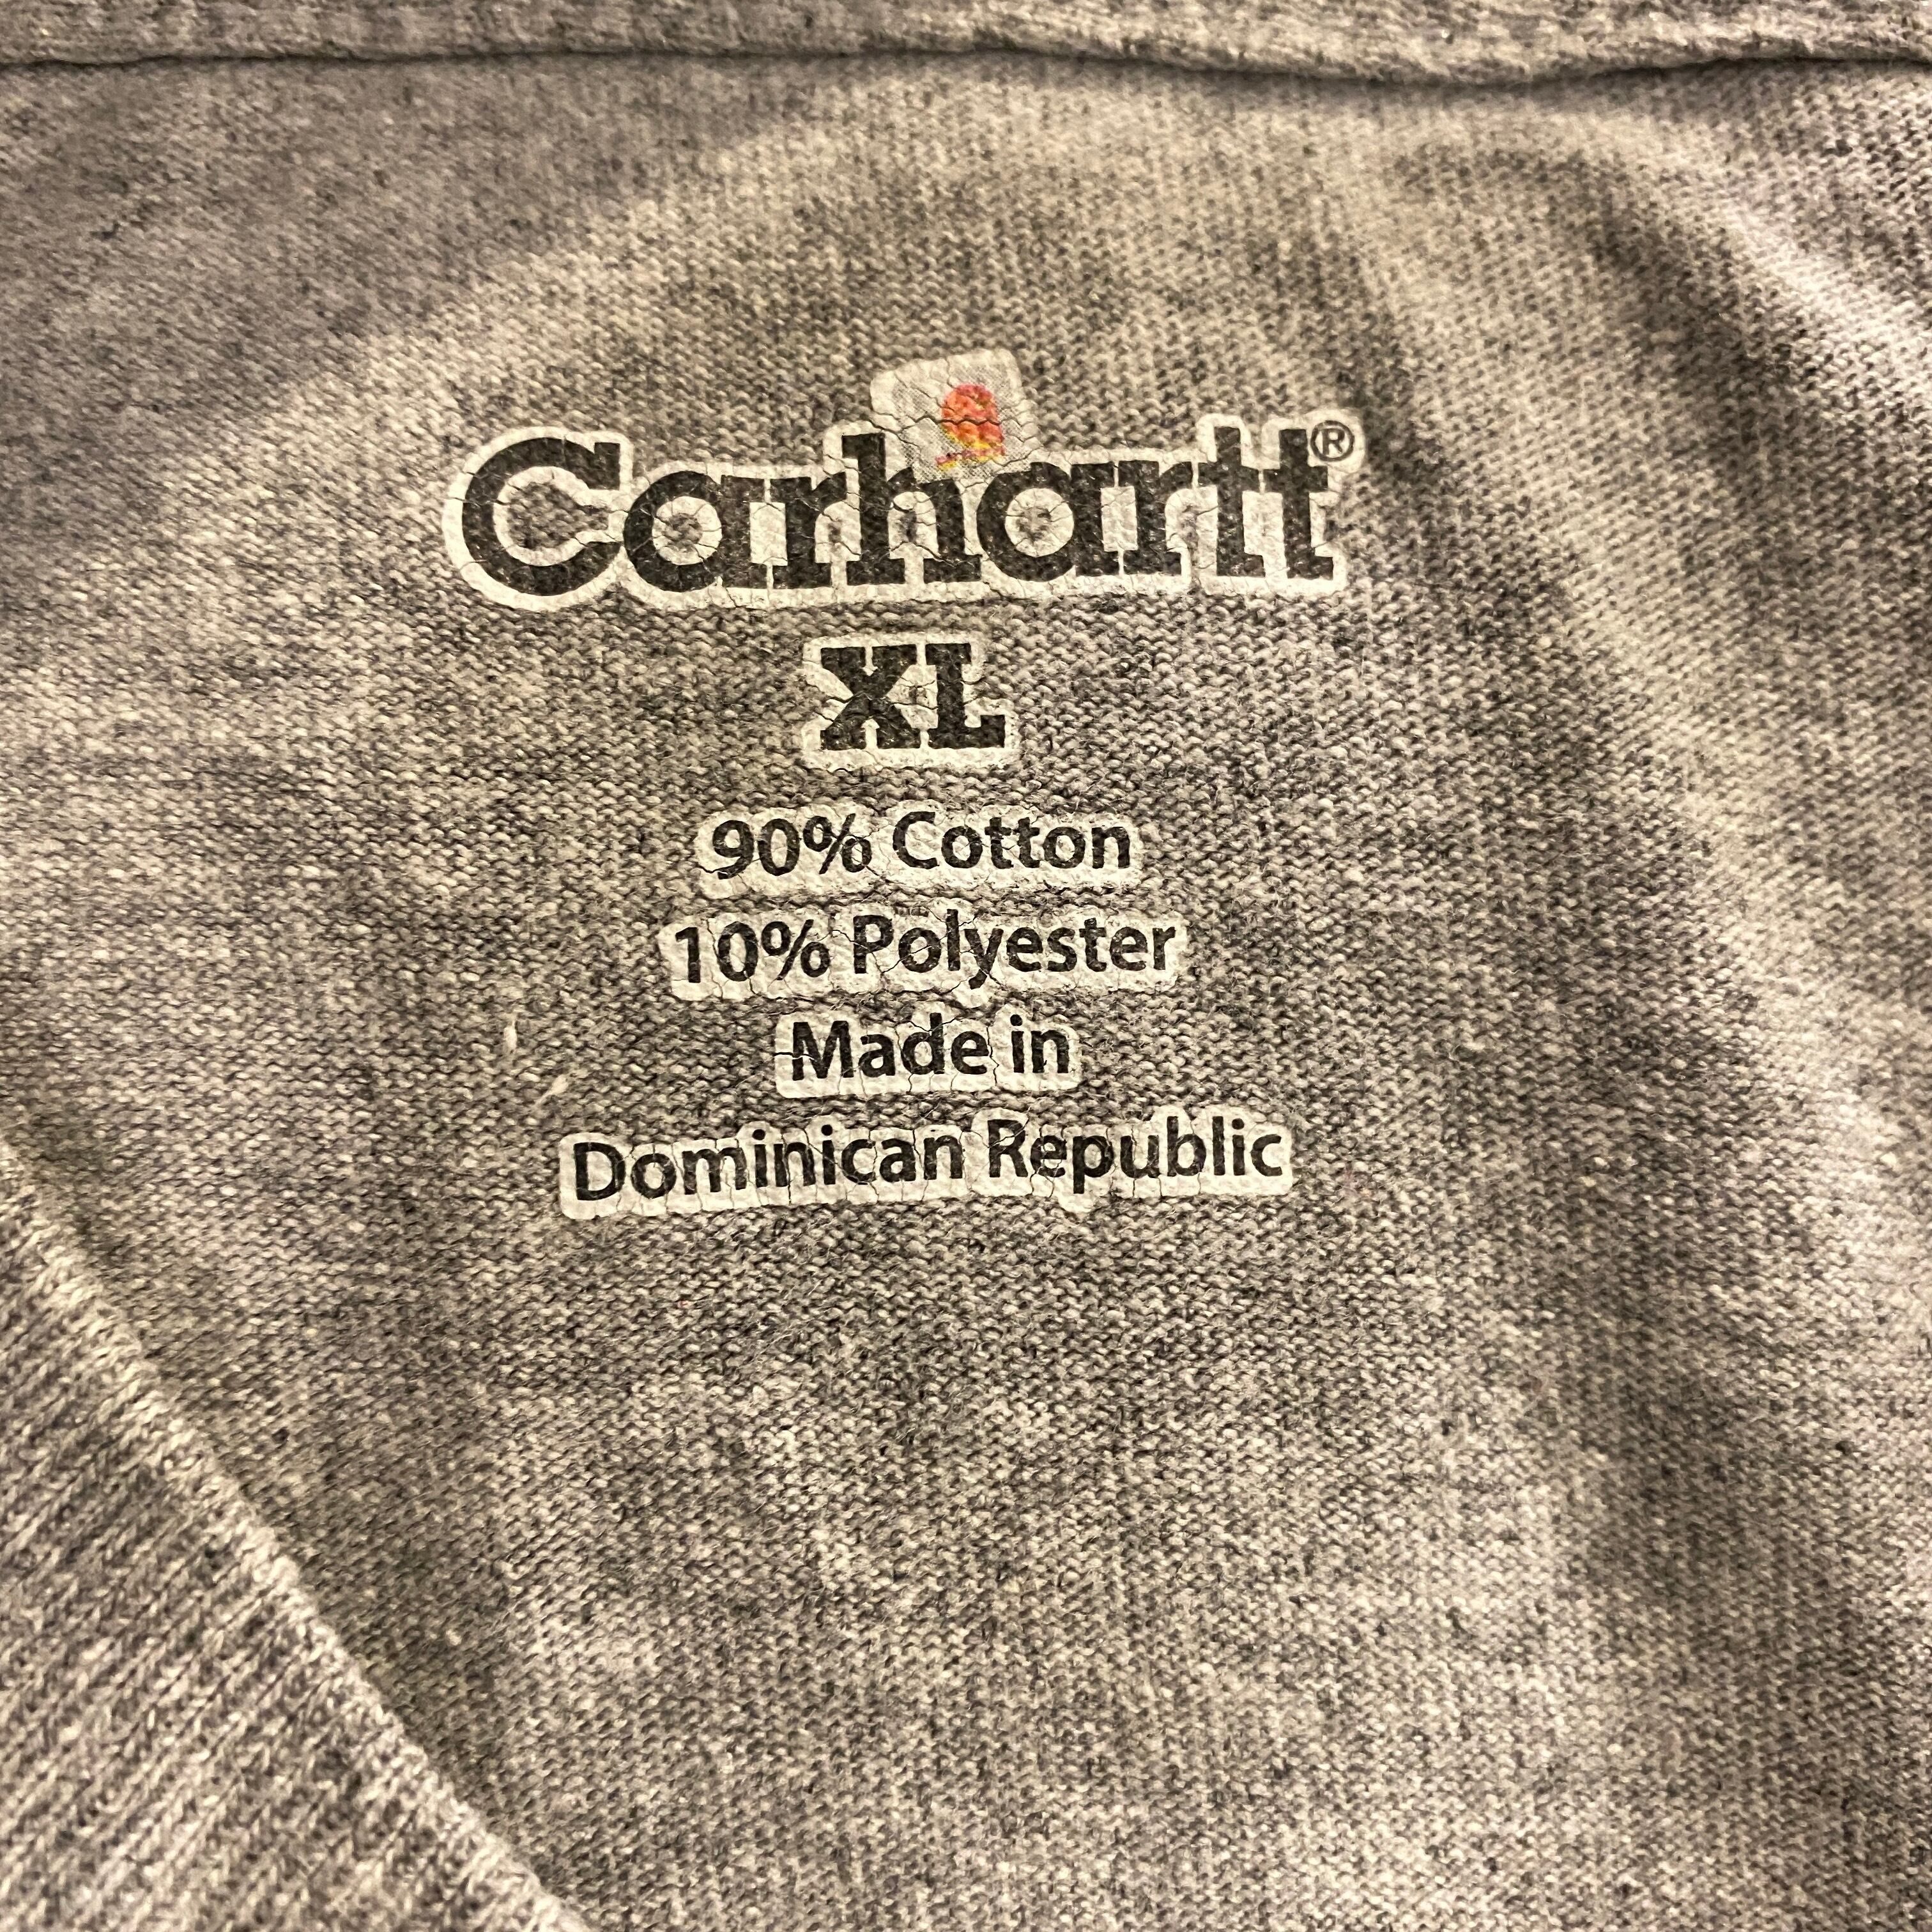 Carhartt®
XL
90% Cotton
10% Polyester
Made in
Dominican Republic